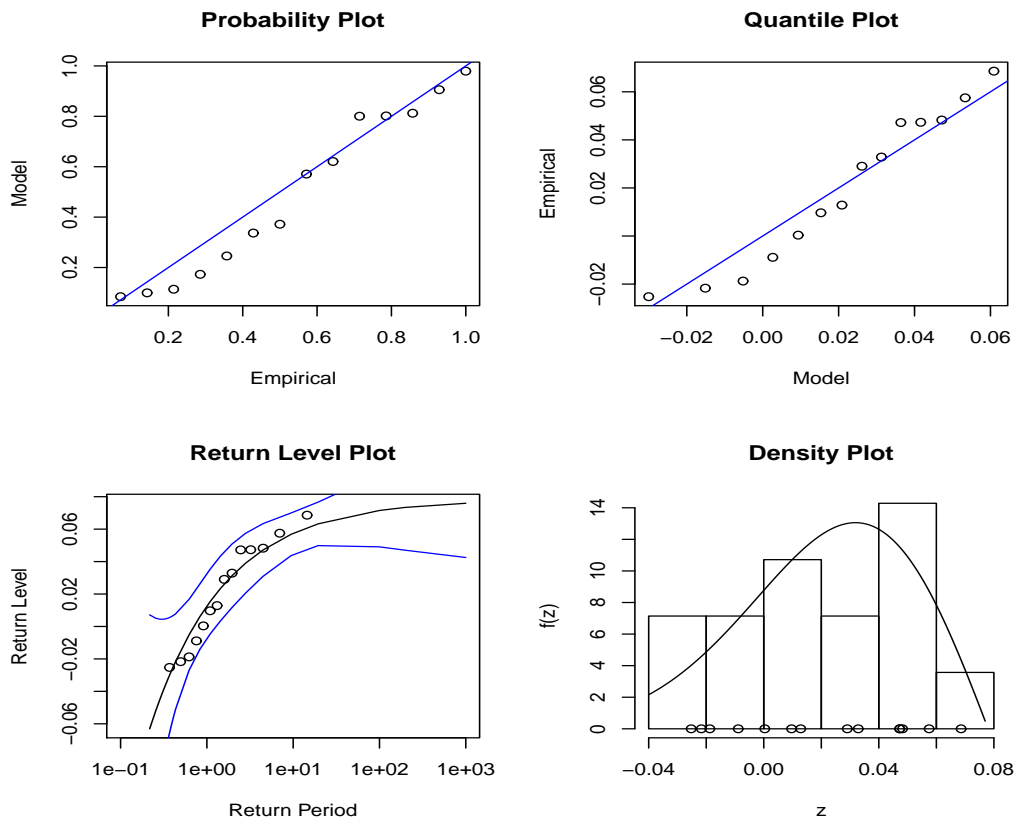 Probability Plot
Model
0.2 0.4 0.6 0.8 1.0
0.2 0.4 0.6 0.8 1.0
Empirical
Quantile Plot
Empirical
−0.02 0.02 0.04 0.06
−0.02 0.00 0.02 0.04 0.06
Model
Return Level Plot
Return Level
−0.06 −0.02 0.02 0.06
1e−01 1e+00 1e+01 1e+02 1e+03
Return Period
Density Plot
f(z)
0 2 4 6 8 10 14
−0.04 0.00 0.04 0.08
z